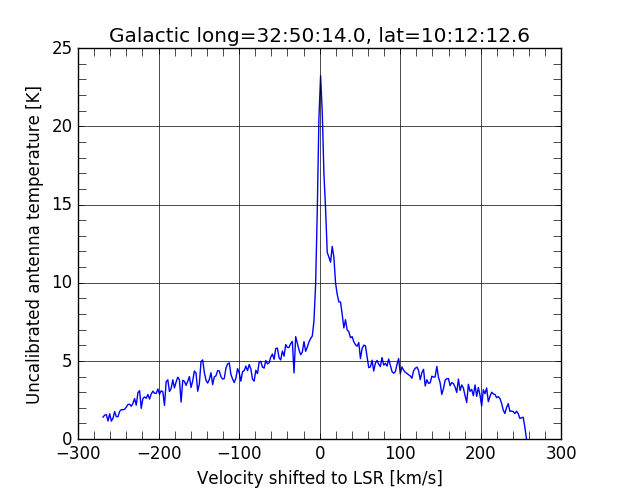 Galactic long=32:50:14.0, lat=10:12:12.6
Uncalibrated antenna temperature [K]
25
20
15
10
5
0
−300 −200 −100 0 100 200 300
Velocity shifted to LSR [km/s]